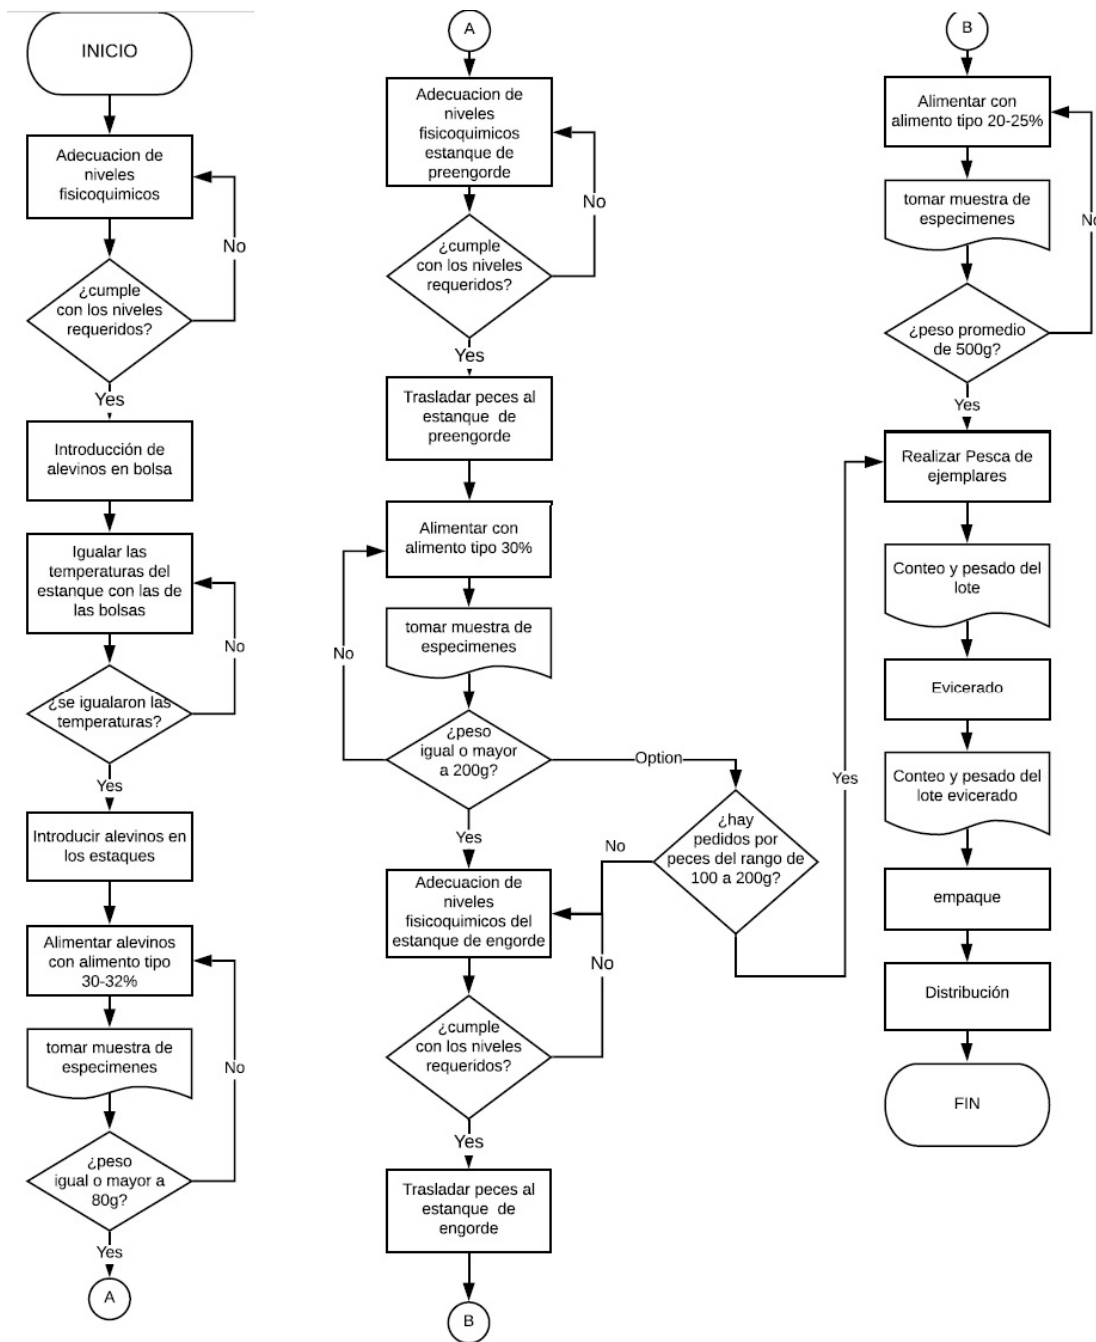 INICIO
Adecuacion de
niveles
fisicoquimicos
No
¿cumple
con los niveles
requeridos?
Yes
Introducción de
alevinos en bolsa
Igualar las
temperaturas del
estanque con las de
las bolsas
No
¿se igualaron las
temperaturas?
Yes
Introducir alevinos en
los estaques
Alimentar alevinos
con alimento tipo
30-32%
tomar muestra de
especimenes
No
¿peso
igual o mayor a
80g?
Yes
A
A
Adecuacion de
niveles
fisicoquimicos
estanque de
preengorde
No
¿cumple
con los niveles
requeridos?
Yes
Trasladar peces al
estanque de
preengorde
Alimentar con
alimento tipo 30%
tomar muestra de
especimenes
No
¿peso
igual o mayor
a 200g?
Option
Yes
¿hay
pedidos por
peces del rango de
100 a 200g?
No
Yes
Adecuacion de
niveles
fisicoquimicos del
estanque de engorde
No
¿cumple
con los niveles
requeridos?
Yes
Trasladar peces al
estanque de
engorde
B
B
Alimentar con
alimento tipo 20-25%
tomar muestra de
especimenes
No
¿peso promedio
de 500g?
Yes
Realizar Pesca de
ejemplares
Conteo y pesado del
lote
Evicerado
Conteo y pesado del
lote evicerado
empaque
Distribución
FIN